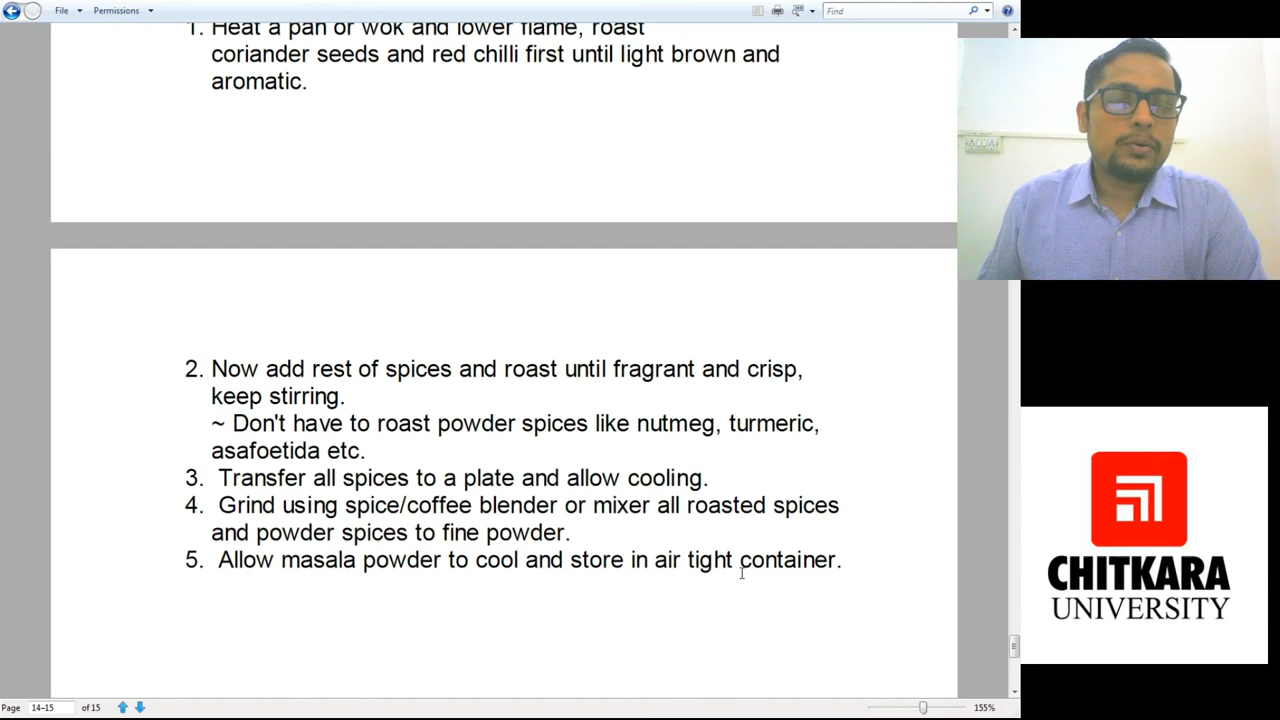 File
Permissions
Find
1. Heat a pan or wok and lower flame, roast
coriander seeds and red chilli first until light brown and
aromatic.
2. Now add rest of spices and roast until fragrant and crisp,
keep stirring.
~ Don't have to roast powder spices like nutmeg, turmeric,
asafoetida etc.
3. Transfer all spices to a plate and allow cooling.
4. Grind using spice/coffee blender or mixer all roasted spices
and powder spices to fine powder.
5. Allow masala powder to cool and store in air tight container.
CHITKARA
UNIVERSITY
Page 14–15 of 15
155%